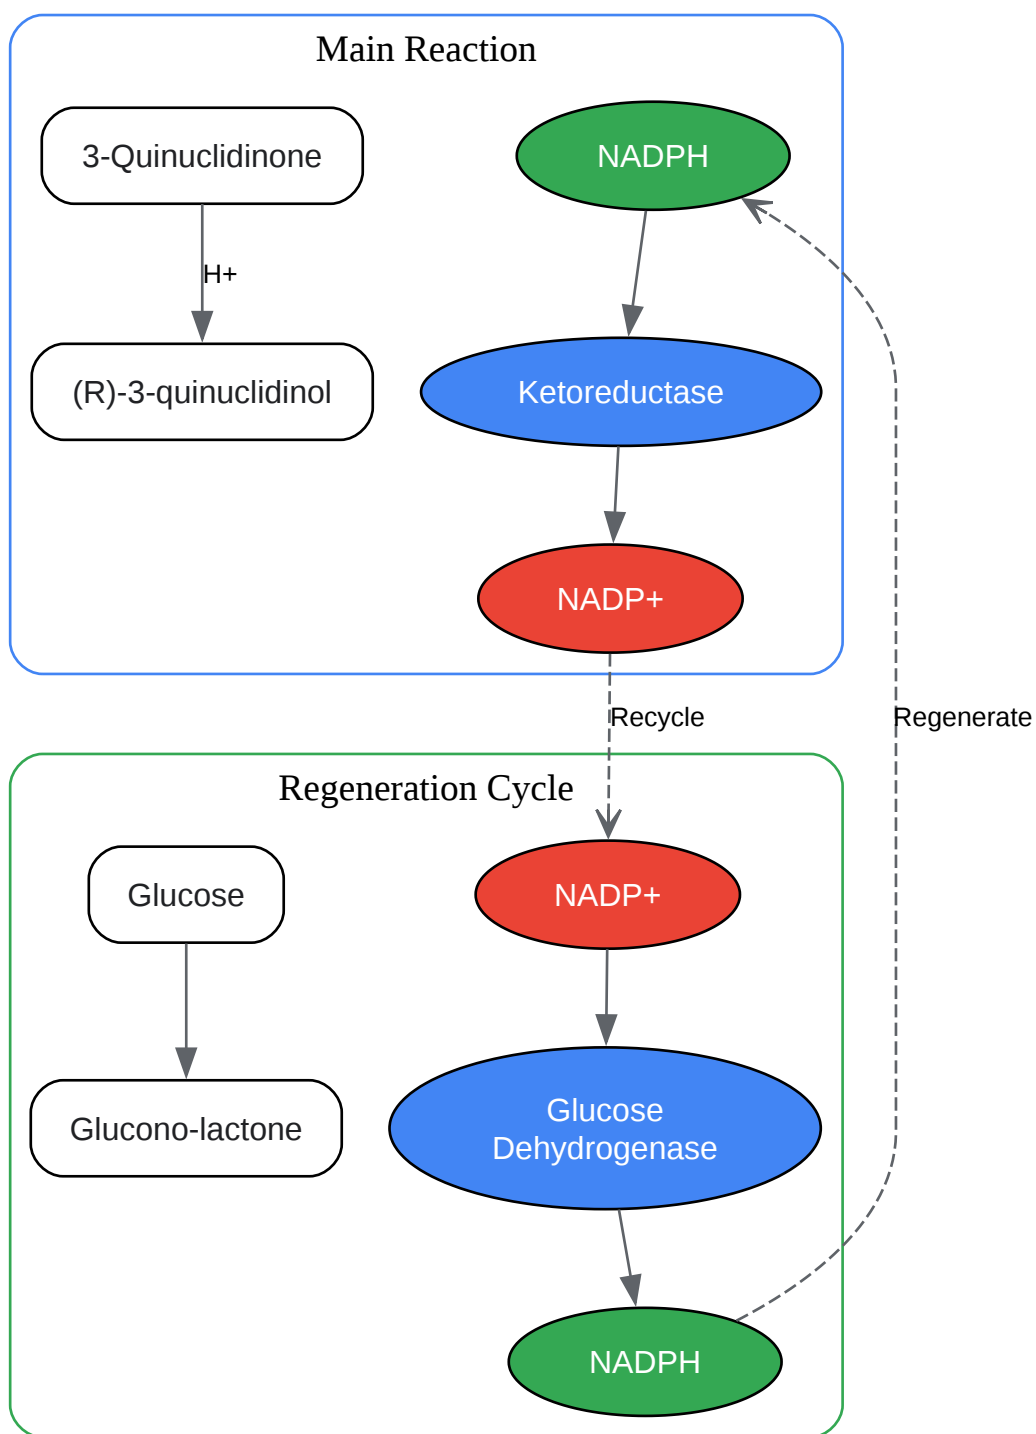 Main Reaction
3-Quinuclidinone
NADPH
H+
(R)-3-quinuclidinol
Ketoreductase
NADP+
Recycle
Regenerate
Regeneration Cycle
Glucose
NADP+
Glucono-lactone
Glucose
Dehydrogenase
NADPH